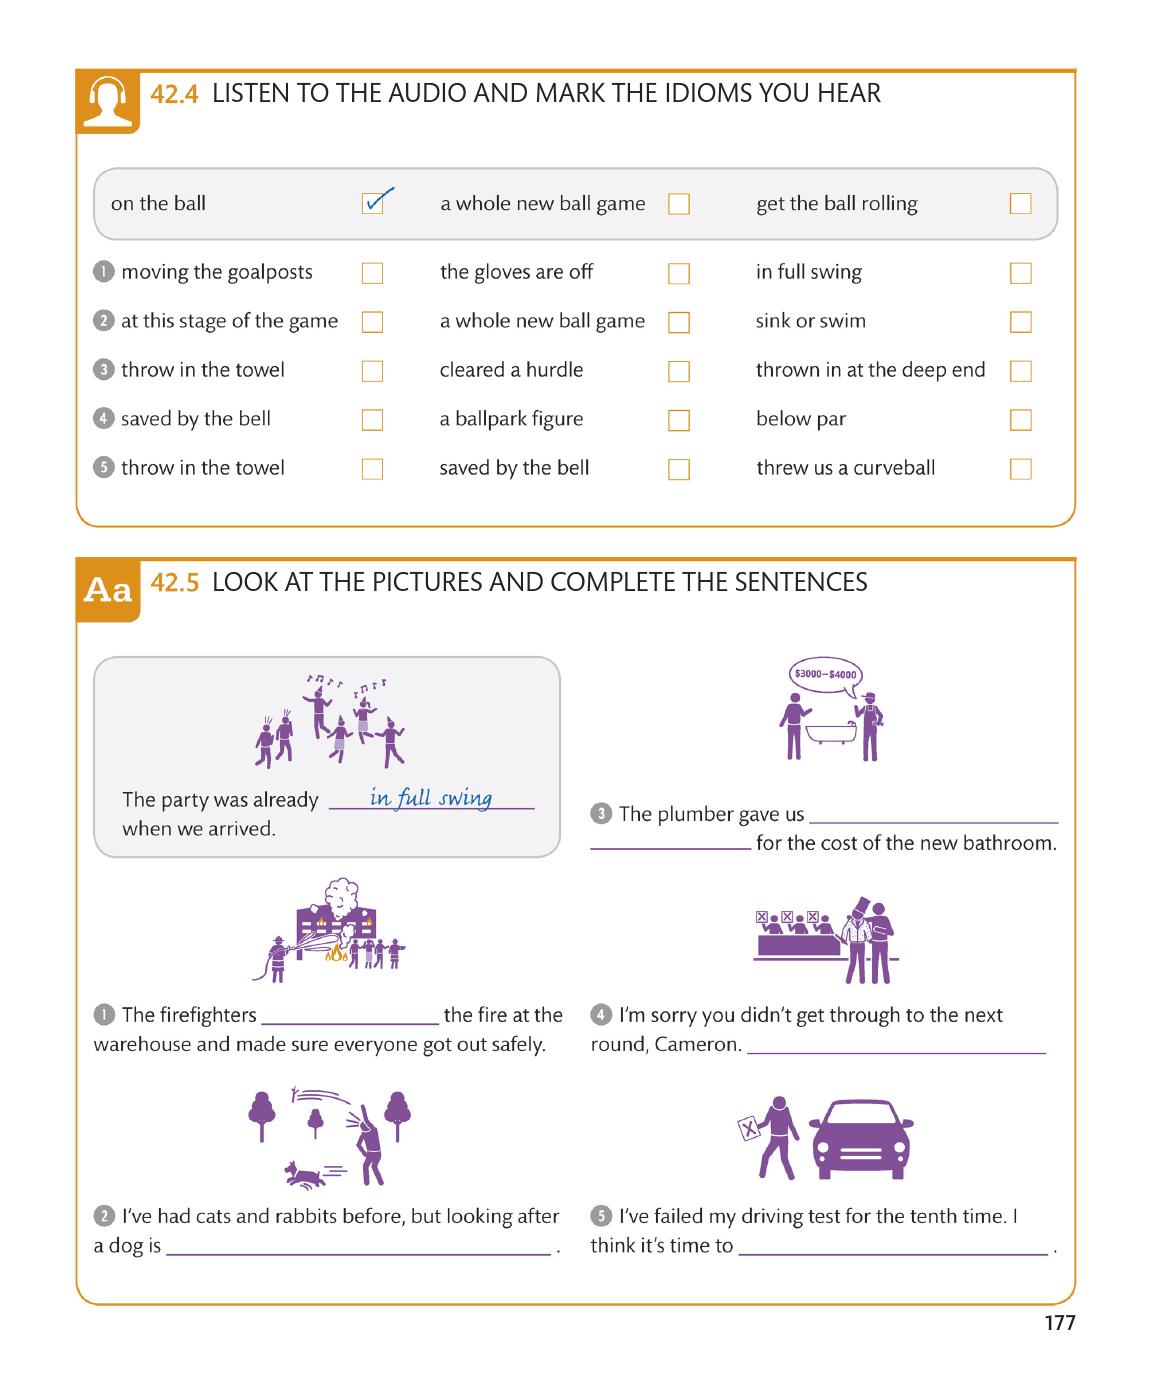 42.4 LISTEN TO THE AUDIO AND MARK THE IDIOMS YOU HEAR
on the ball a whole new ball game get the ball rolling
1 moving the goalposts the gloves are off in full swing
2 at this stage of the game a whole new ball game sink or swim
3 throw in the towel cleared a hurdle thrown in at the deep end
4 saved by the bell a ballpark figure below par
5 throw in the towel saved by the bell threw us a curveball
Aa 42.5 LOOK AT THE PICTURES AND COMPLETE THE SENTENCES
The party was already in full swing
when we arrived.
1 The firefighters the fire at the
warehouse and made sure everyone got out safely.
2 I've had cats and rabbits before, but looking after
a dog is .
$3000–$4000
3 The plumber gave us
for the cost of the new bathroom.
4 I'm sorry you didn't get through to the next
round, Cameron.
5 I've failed my driving test for the tenth time. I
think it's time to .
177